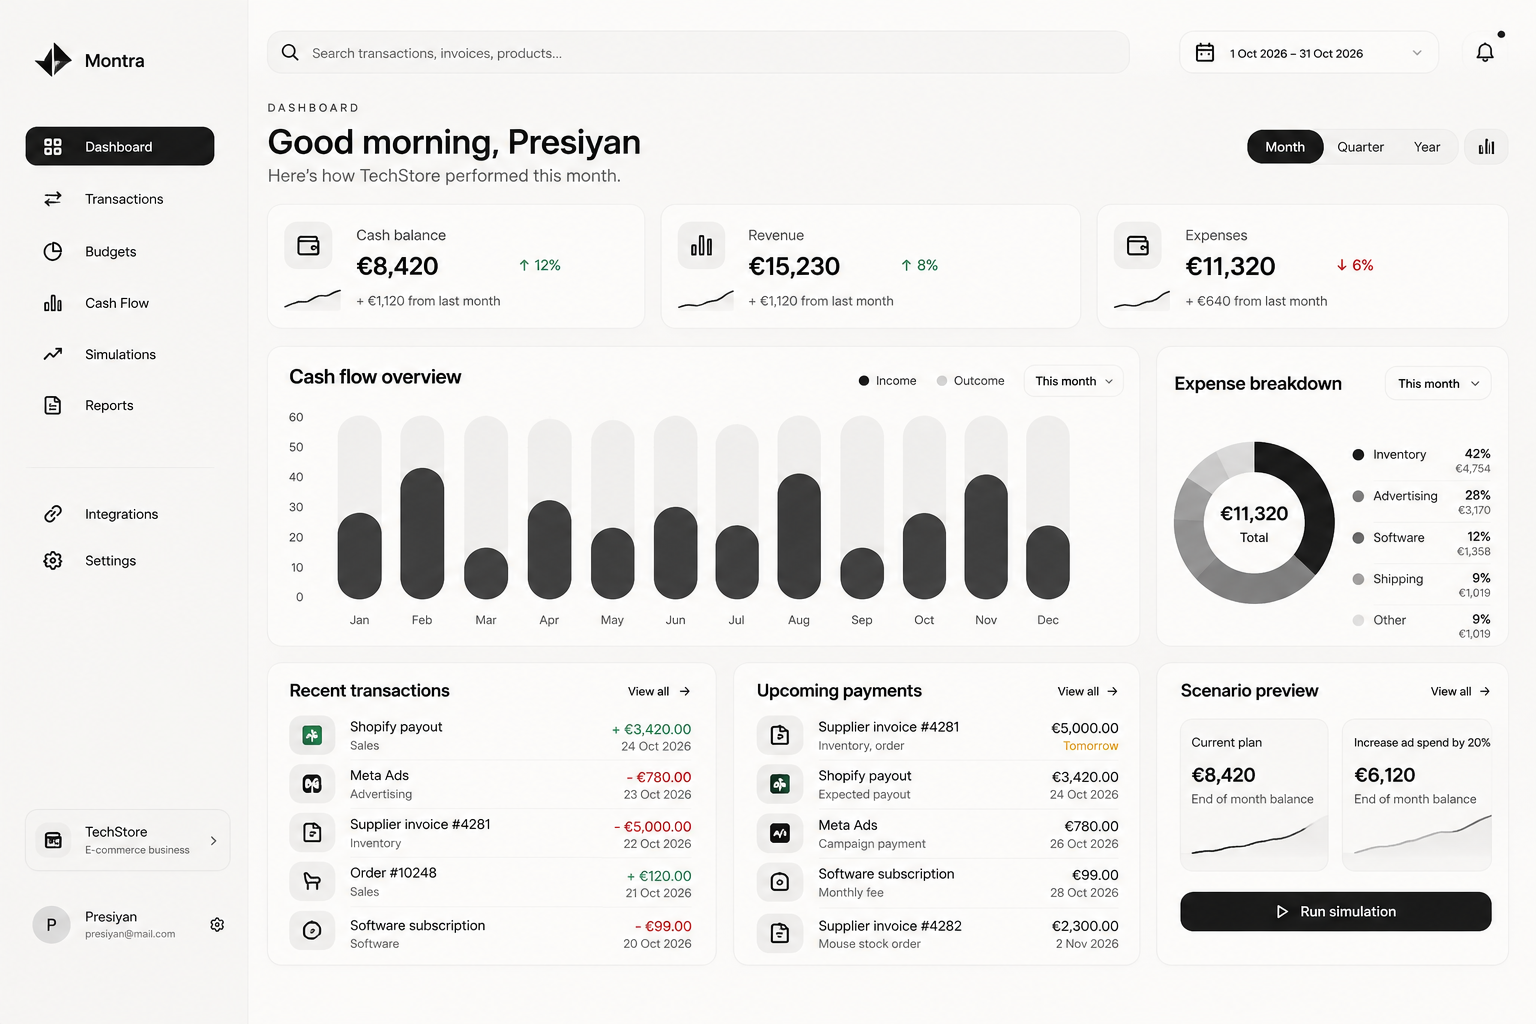 Montra
Dashboard
Transactions
Budgets
Cash Flow
Simulations
Reports
Integrations
Settings
TechStore
E-commerce business
P
Presiyan
presiyan@mail.com
Search transactions, invoices, products...
1 Oct 2026 – 31 Oct 2026
DASHBOARD
Good morning, Presiyan
Here's how TechStore performed this month.
Month Quarter Year
Cash balance
€8,420 ↑ 12%
+ €1,120 from last month
Revenue
€15,230 ↑ 8%
+ €1,120 from last month
Expenses
€11,320 ↓ 6%
+ €640 from last month
Cash flow overview
Income Outcome This month
60
50
40
30
20
10
0
Jan Feb Mar Apr May Jun Jul Aug Sep Oct Nov Dec
Expense breakdown This month
€11,320
Total
Inventory 42%
€4,754
Advertising 28%
€3,170
Software 12%
€1,358
Shipping 9%
€1,019
Other 9%
€1,019
Recent transactions View all →
Shopify payout + €3,420.00
Sales 24 Oct 2026
Meta Ads - €780.00
Advertising 23 Oct 2026
Supplier invoice #4281 - €5,000.00
Inventory 22 Oct 2026
Order #10248 + €120.00
Sales 21 Oct 2026
Software subscription - €99.00
Software 20 Oct 2026
Upcoming payments View all →
Supplier invoice #4281 €5,000.00
Inventory, order Tomorrow
Shopify payout €3,420.00
Expected payout 24 Oct 2026
Meta Ads €780.00
Campaign payment 26 Oct 2026
Software subscription €99.00
Monthly fee 28 Oct 2026
Supplier invoice #4282 €2,300.00
Mouse stock order 2 Nov 2026
Scenario preview View all →
Current plan
€8,420
End of month balance
Increase ad spend by 20%
€6,120
End of month balance
Run simulation